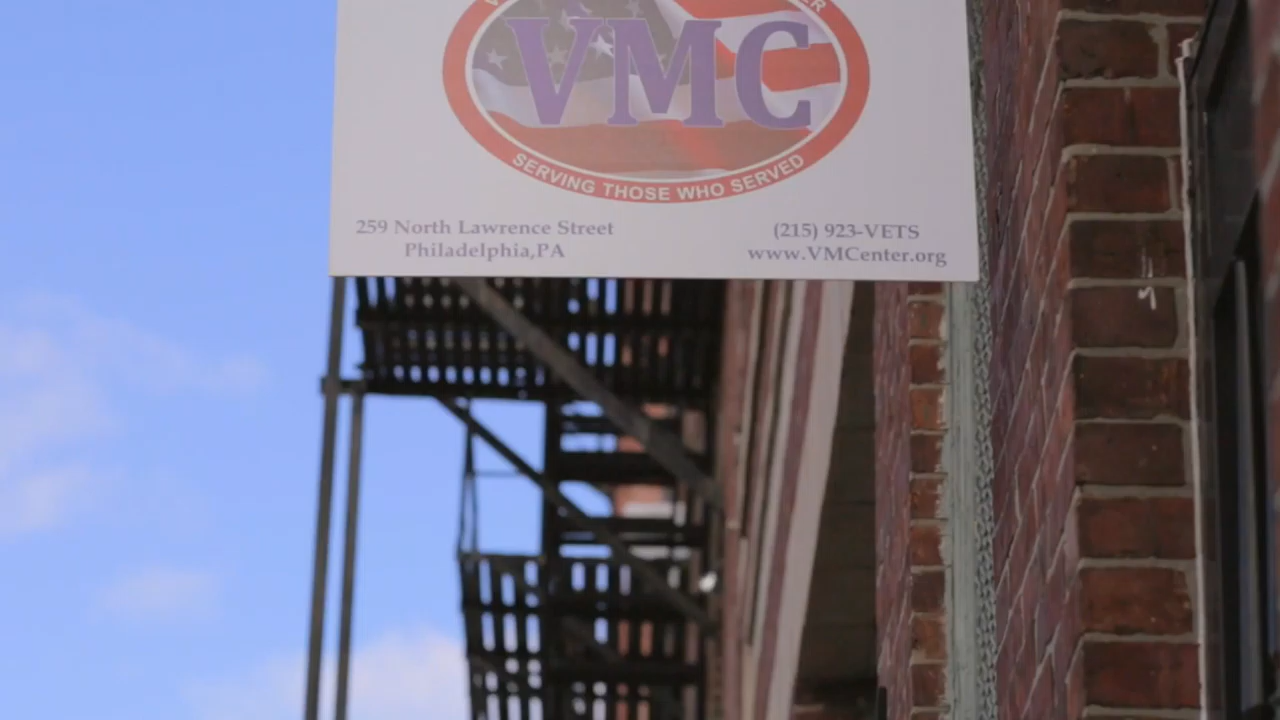 VMC
SERVING THOSE WHO SERVED
259 North Lawrence Street
Philadelphia,PA
(215) 923-VETS
www.VMCenter.org